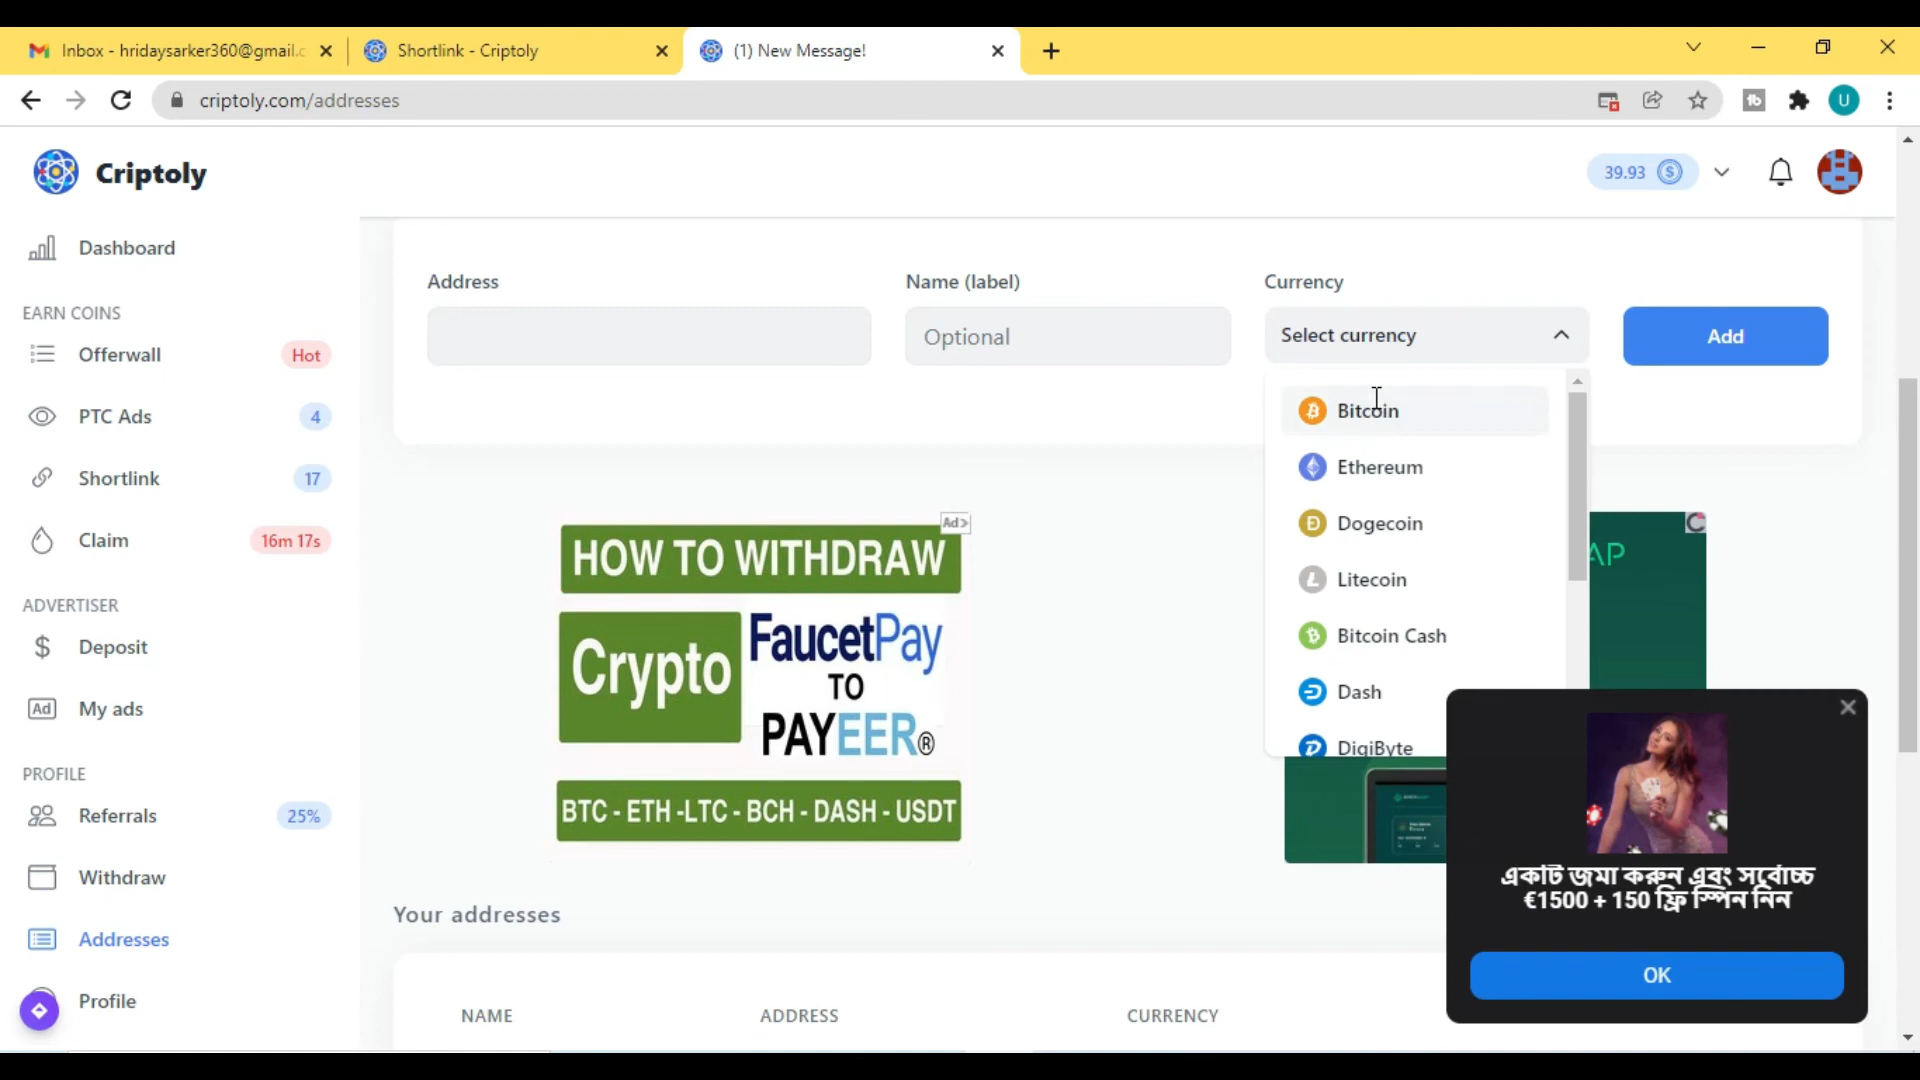 Inbox - hridaysarker360@gmail.c
Shortlink - Criptoly
(1) New Message!
criptoly.com/addresses
U
Criptoly
39.93
Dashboard
EARN COINS
Offerwall
Hot
PTC Ads
4
Shortlink
17
Claim
16m 17s
ADVERTISER
Deposit
Ad
My ads
PROFILE
Referrals
25%
Withdraw
Addresses
Profile
Address
Name (label)
Currency
Optional
Select currency
Add
Bitcoin
Ethereum
Dogecoin
Litecoin
Bitcoin Cash
Dash
DigiByte
Ad
HOW TO WITHDRAW
Crypto
FaucetPay
TO
PAYEER®
BTC - ETH -LTC - BCH - DASH - USDT
AP
একটি জমা করুন এবং সর্বোচ্চ
€1500 + 150 ফ্রি স্পিন নিন
OK
Your addresses
NAME
ADDRESS
CURRENCY